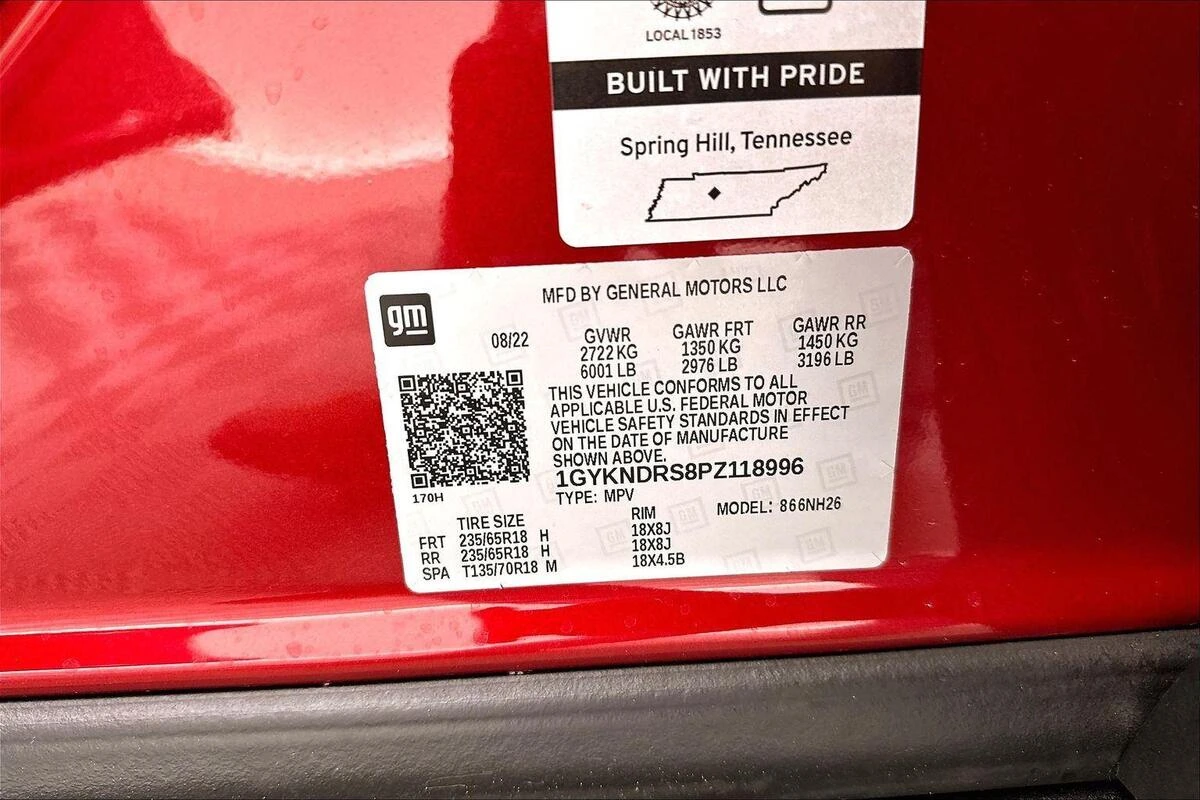 LOCAL 1853
BUILT WITH PRIDE
Spring Hill, Tennessee
gm
MFD BY GENERAL MOTORS LLC
08/22 GVWR GAWR FRT GAWR RR
2722 KG 1350 KG 1450 KG
6001 LB 2976 LB 3196 LB
THIS VEHICLE CONFORMS TO ALL
APPLICABLE U.S. FEDERAL MOTOR
VEHICLE SAFETY STANDARDS IN EFFECT
ON THE DATE OF MANUFACTURE
SHOWN ABOVE.
1GYKNDRS8PZ118996
TYPE: MPV
170H
MODEL: 866NH26
TIRE SIZE RIM
FRT 235/65R18 H 18X8J
RR 235/65R18 H 18X8J
SPA T135/70R18 M 18X4.5B